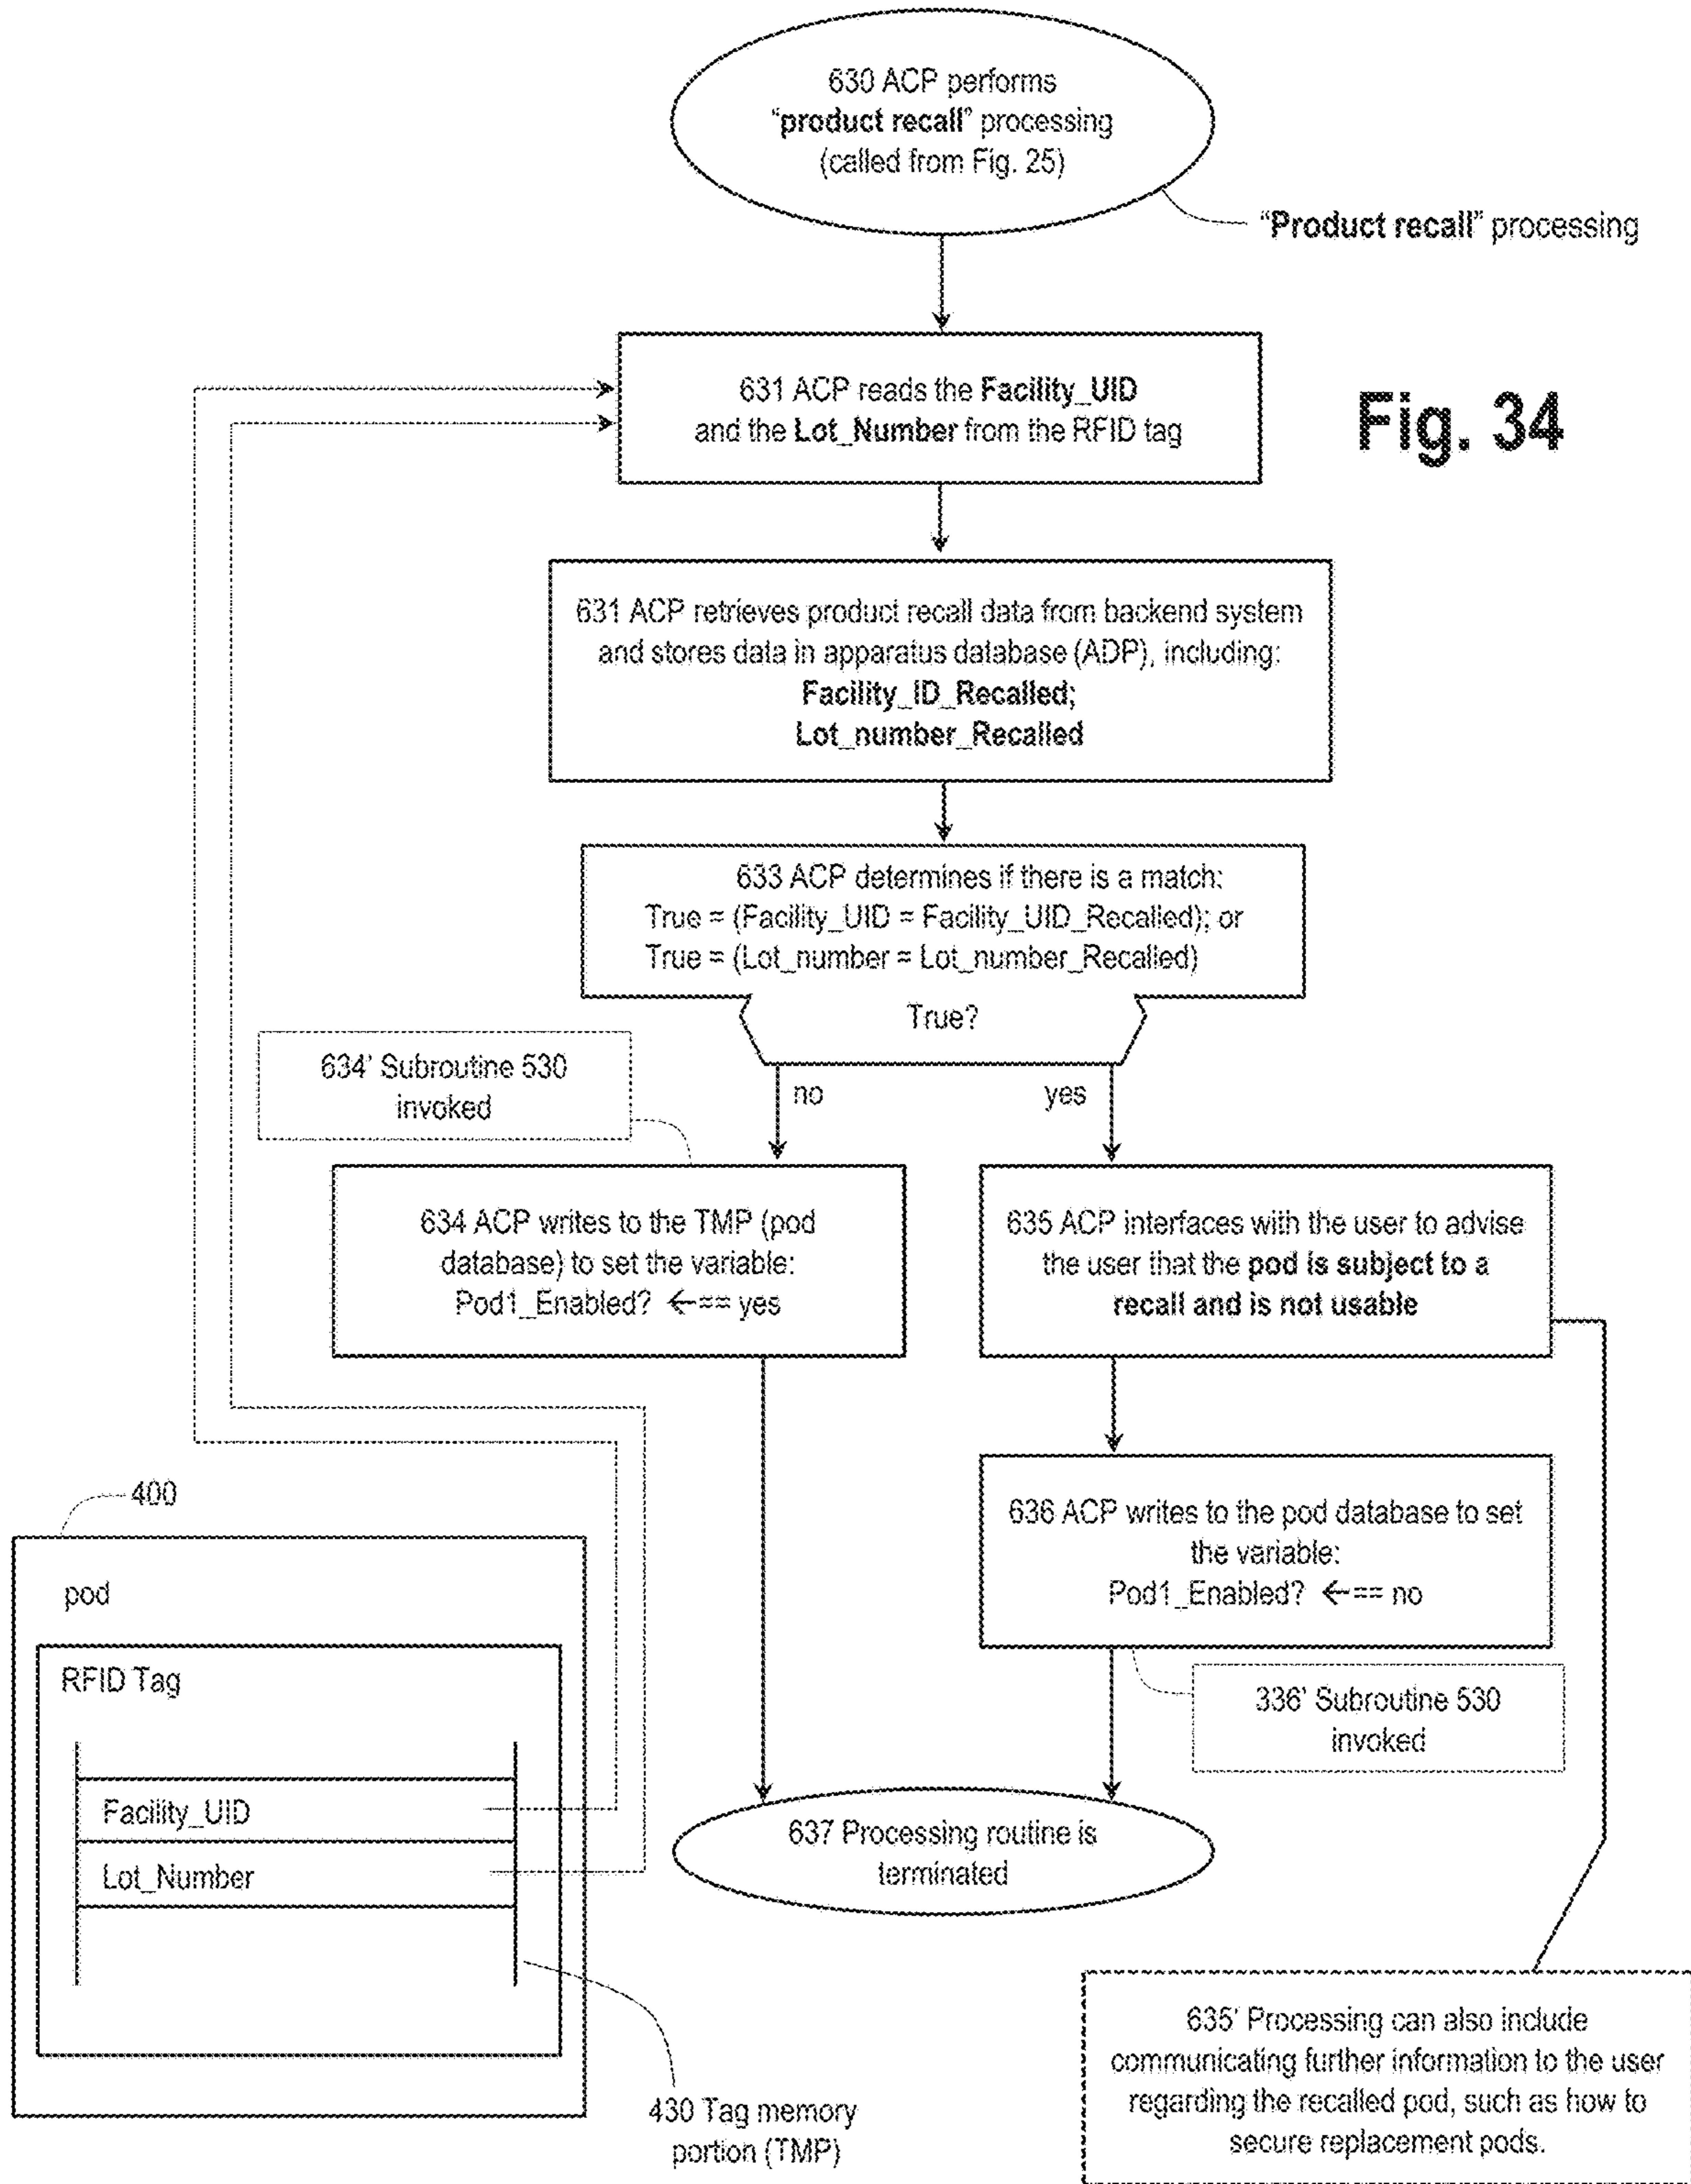 630 ACP performs
“product recall” processing
(called from Fig. 25)
“Product recall” processing
Fig. 34
631 ACP reads the Facility_UID
and the Lot_Number from the RFID tag
631 ACP retrieves product recall data from backend system
and stores data in apparatus database (ADP), including:
Facility_ID_Recalled;
Lot_number_Recalled
633 ACP determines if there is a match:
True = (Facility_UID = Facility_UID_Recalled); or
True = (Lot_number = Lot_number_Recalled)
True?
634' Subroutine 530
invoked
no
yes
634 ACP writes to the TMP (pod
database) to set the variable:
Pod1_Enabled? <== yes
635 ACP interfaces with the user to advise
the user that the pod is subject to a
recall and is not usable
636 ACP writes to the pod database to set
the variable:
Pod1_Enabled? <== no
336' Subroutine 530
invoked
400
pod
RFID Tag
Facility_UID
Lot_Number
637 Processing routine is
terminated
430 Tag memory
portion (TMP)
635' Processing can also include
communicating further information to the user
regarding the recalled pod, such as how to
secure replacement pods.